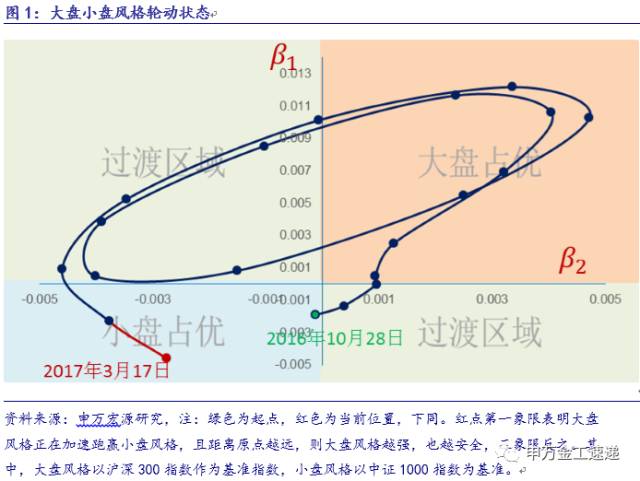 图 1：大盘小盘风格轮动状态
β1
0.013
0.011
过渡区域
0.009
大盘占优
0.007
0.005
0.003
β2
0.001
-0.005
-0.003
-0.001
-0.001
0.001
0.003
0.005
小盘占优
-0.003
过渡区域
2016年10月28日
-0.005
2017年3月17日
资料来源：申万宏源研究，注：绿色为起点，红色为当前位置，下同。红点第一象限表明大盘
风格正在加速跑赢小盘风格，且距离原点越远，则大盘风格越强，也越安全，三象限反之。其
中，大盘风格以沪深 300 指数作为基准指数，小盘风格以中证 1000 指数为基准。
申万金工速递